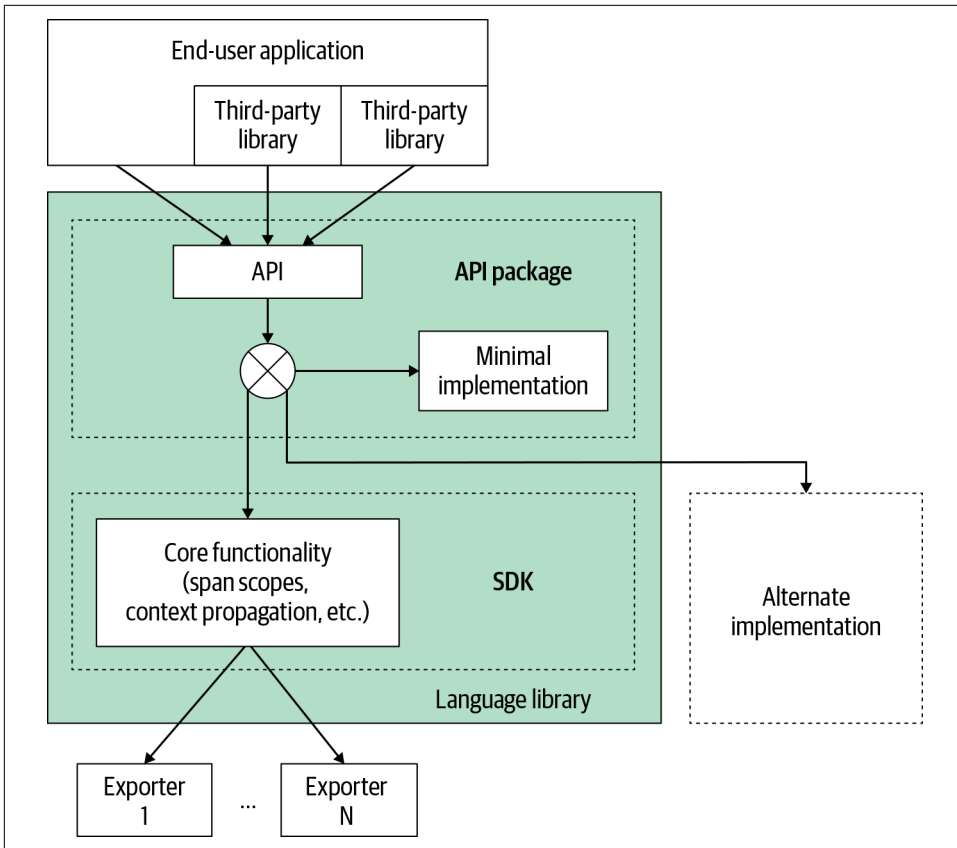 End-user application
Third-party
library
Third-party
library
API
API package
Minimal
implementation
Core functionality
(span scopes,
context propagation, etc.)
SDK
Alternate
implementation
Language library
Exporter
1
...
Exporter
N